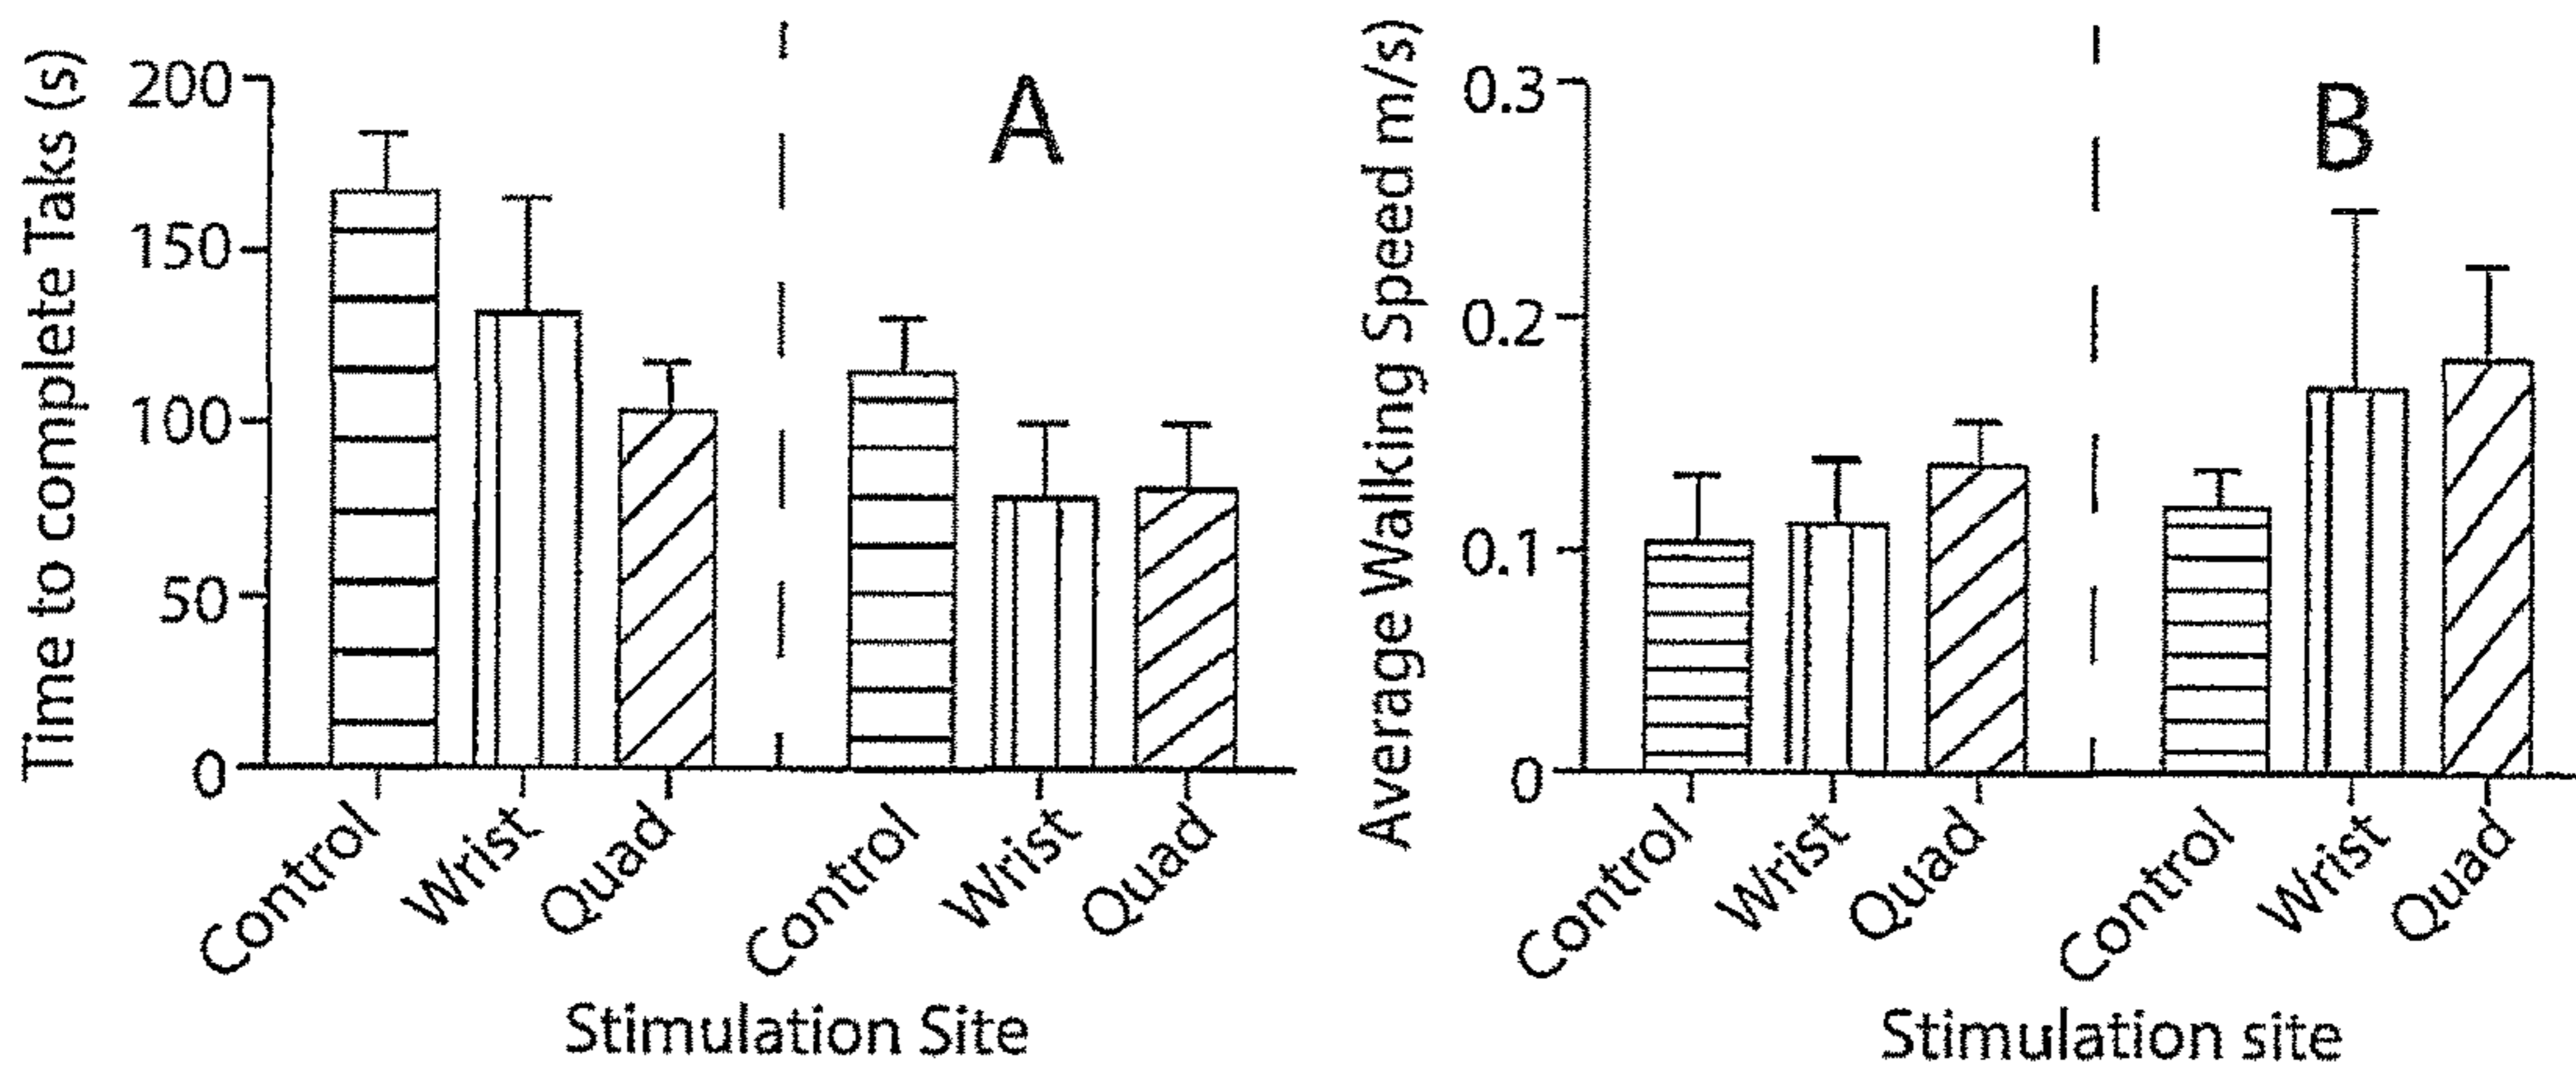 Time to complete Taks (s)
200
150
100
50
0
A
Control
Wrist
Quad
Control
Wrist
Quad
Stimulation Site
Average Walking Speed m/s)
0.3
0.2
0.1
0
B
Control
Wrist
Quad
Control
Wrist
Quad
Stimulation site